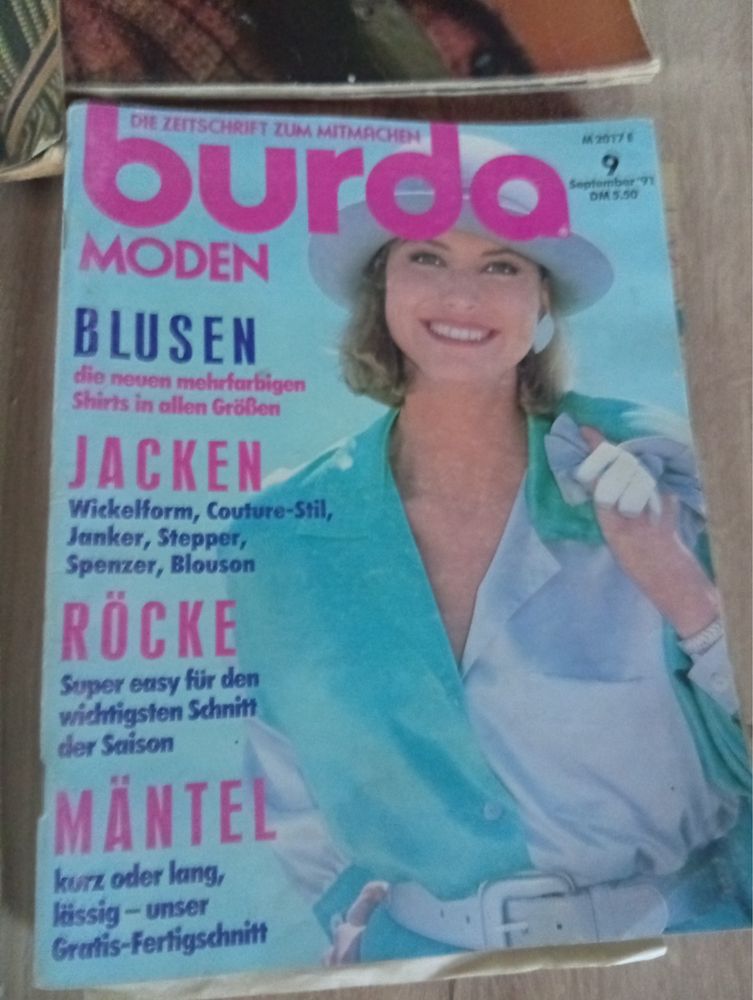 DIE ZEITSCHRIFT ZUM MITMACHEN
burda
MODEN
M 2017 E
9
September '91
DM 5.50
BLUSEN
die neuen mehrfarbigen
Shirts in allen Größen
JACKEN
Wickelform, Couture-Stil,
Janker, Stepper,
Spenzer, Blouson
RÖCKE
Super easy für den
wichtigsten Schnitt
der Saison
MÄNTEL
kurz oder lang,
lässig – unser
Gratis-Fertigschnitt